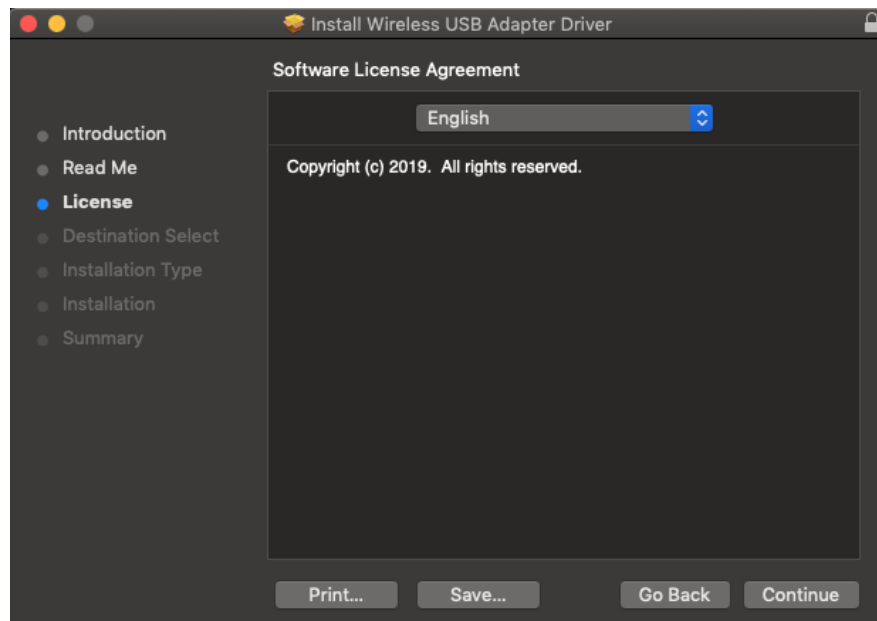 Install Wireless USB Adapter Driver
Software License Agreement
Introduction
Read Me
License
Destination Select
Installation Type
Installation
Summary
English
Copyright (c) 2019.  All rights reserved.
Print...
Save...
Go Back
Continue